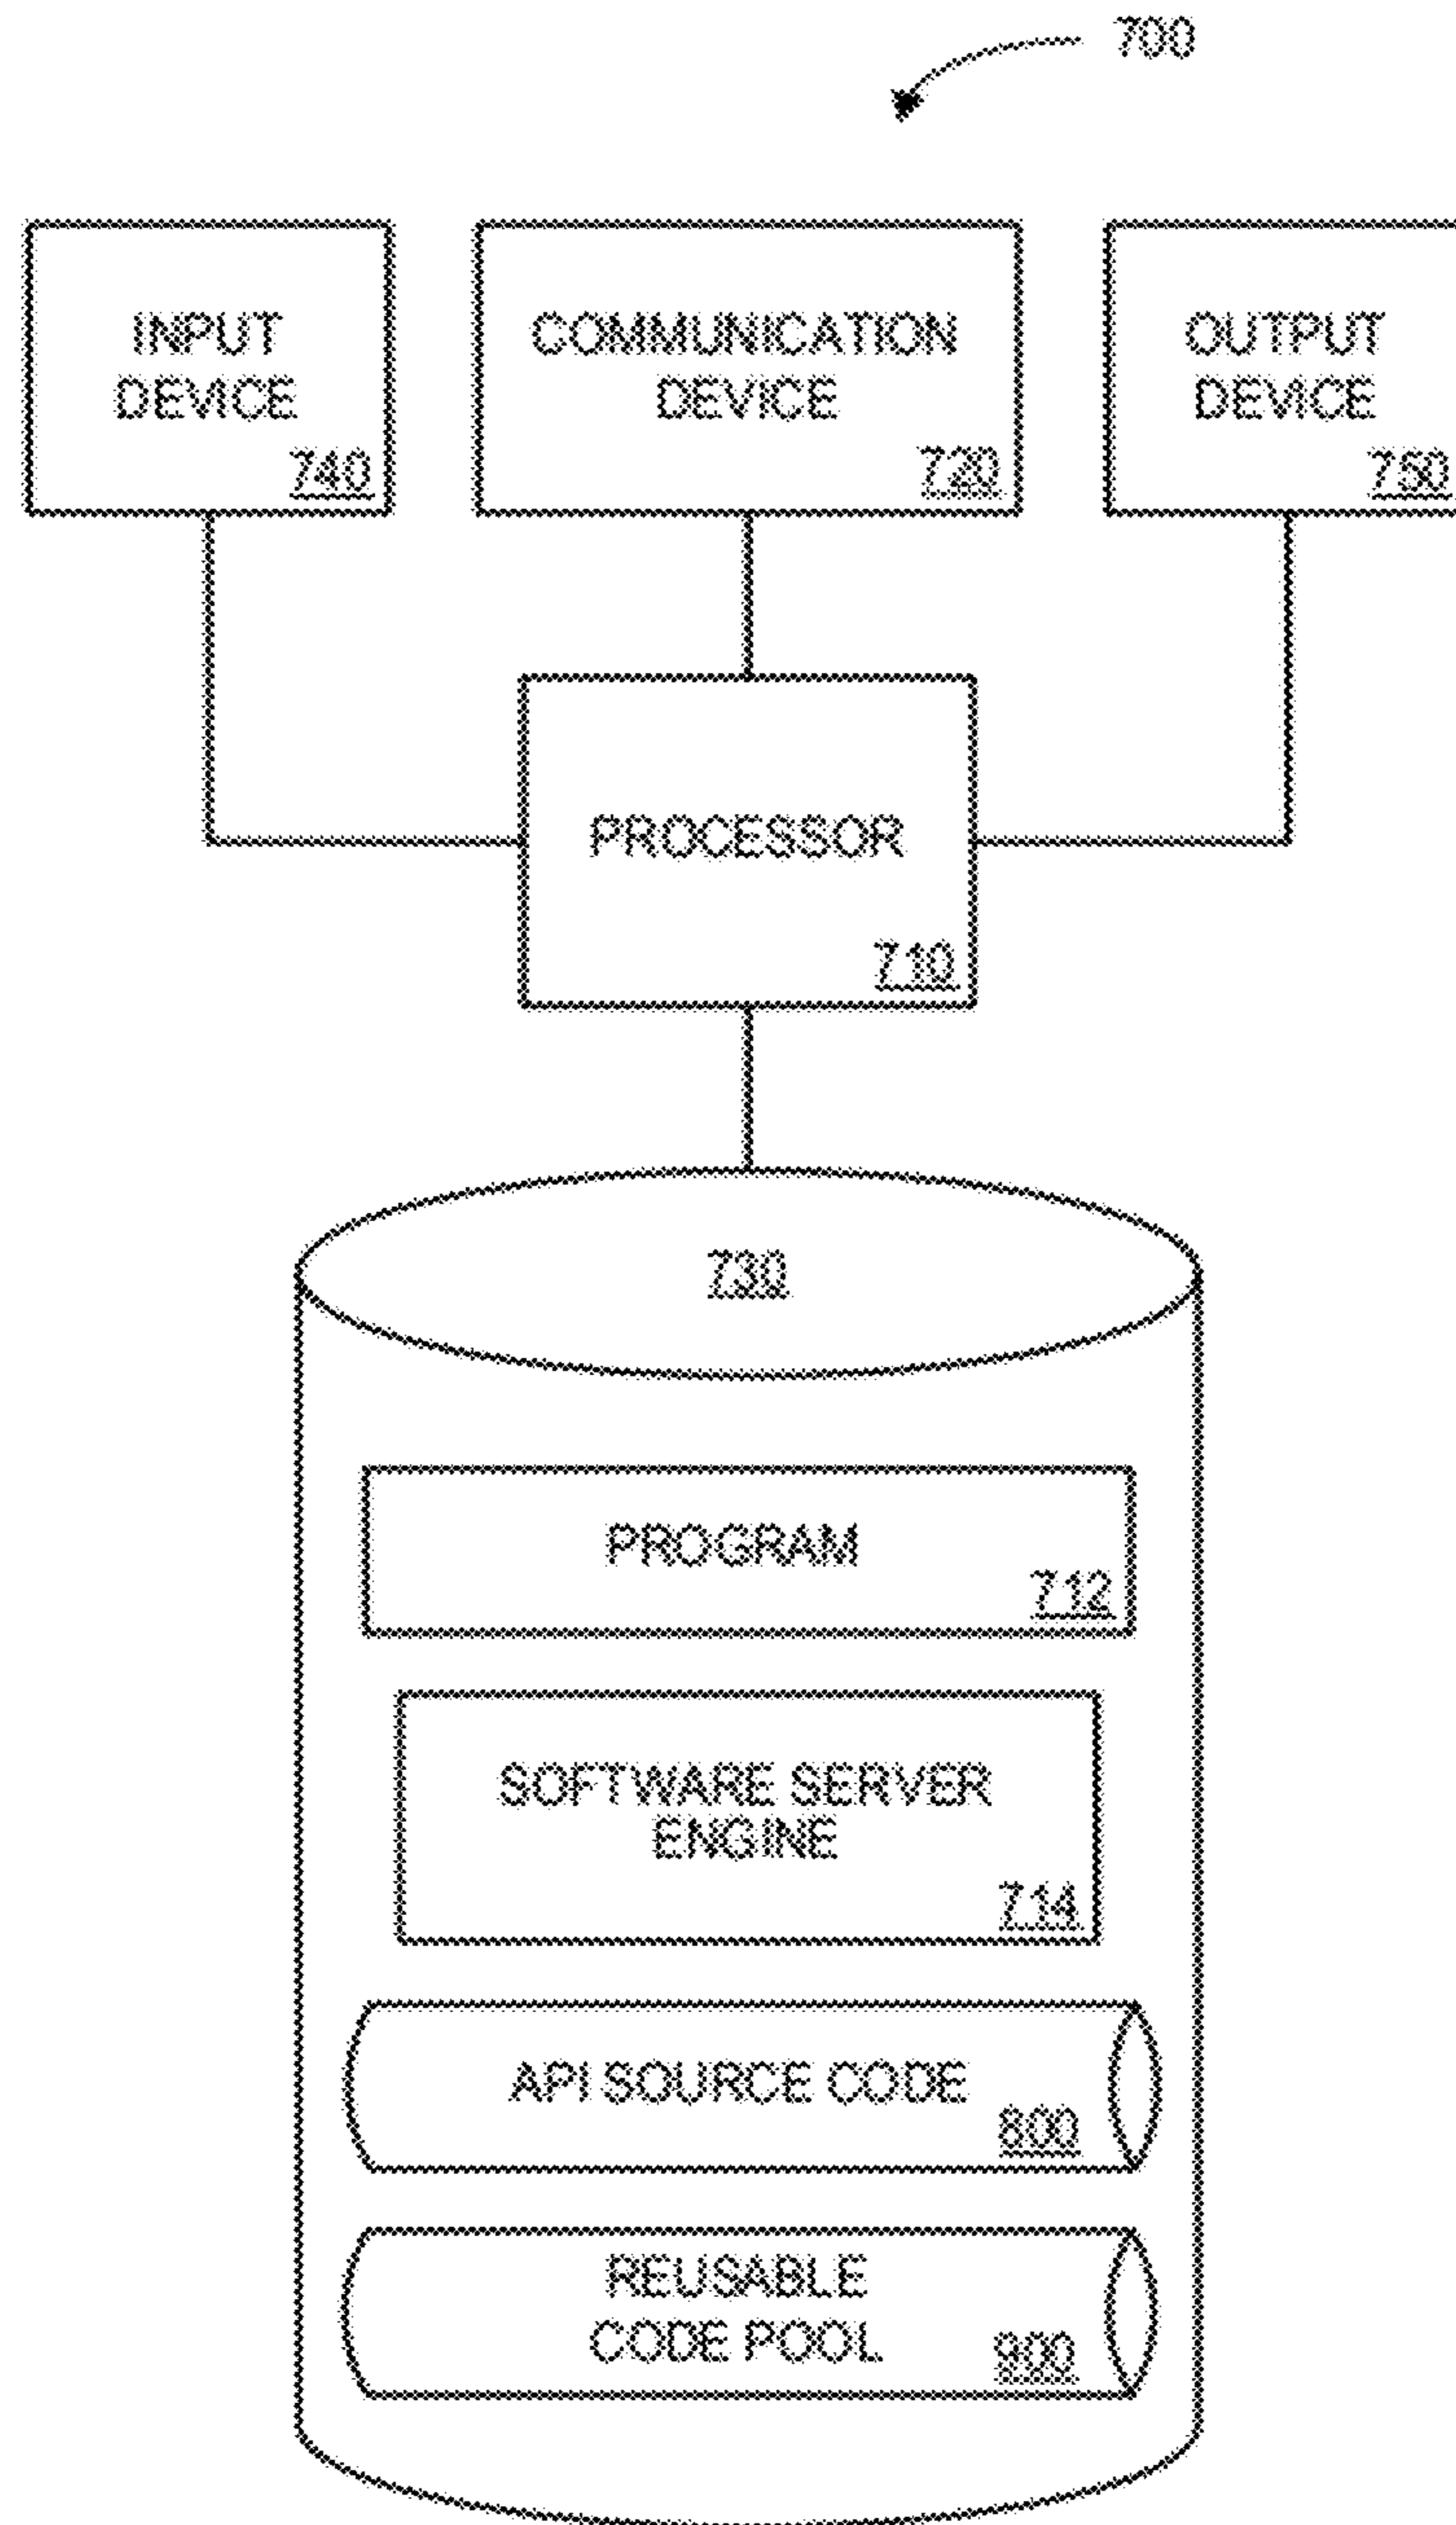 700
INPUT
DEVICE
740
COMMUNICATION
DEVICE
720
OUTPUT
DEVICE
750
PROCESSOR
710
730
PROGRAM
712
SOFTWARE SERVER
ENGINE
714
API SOURCE CODE
800
REUSABLE
CODE POOL
900